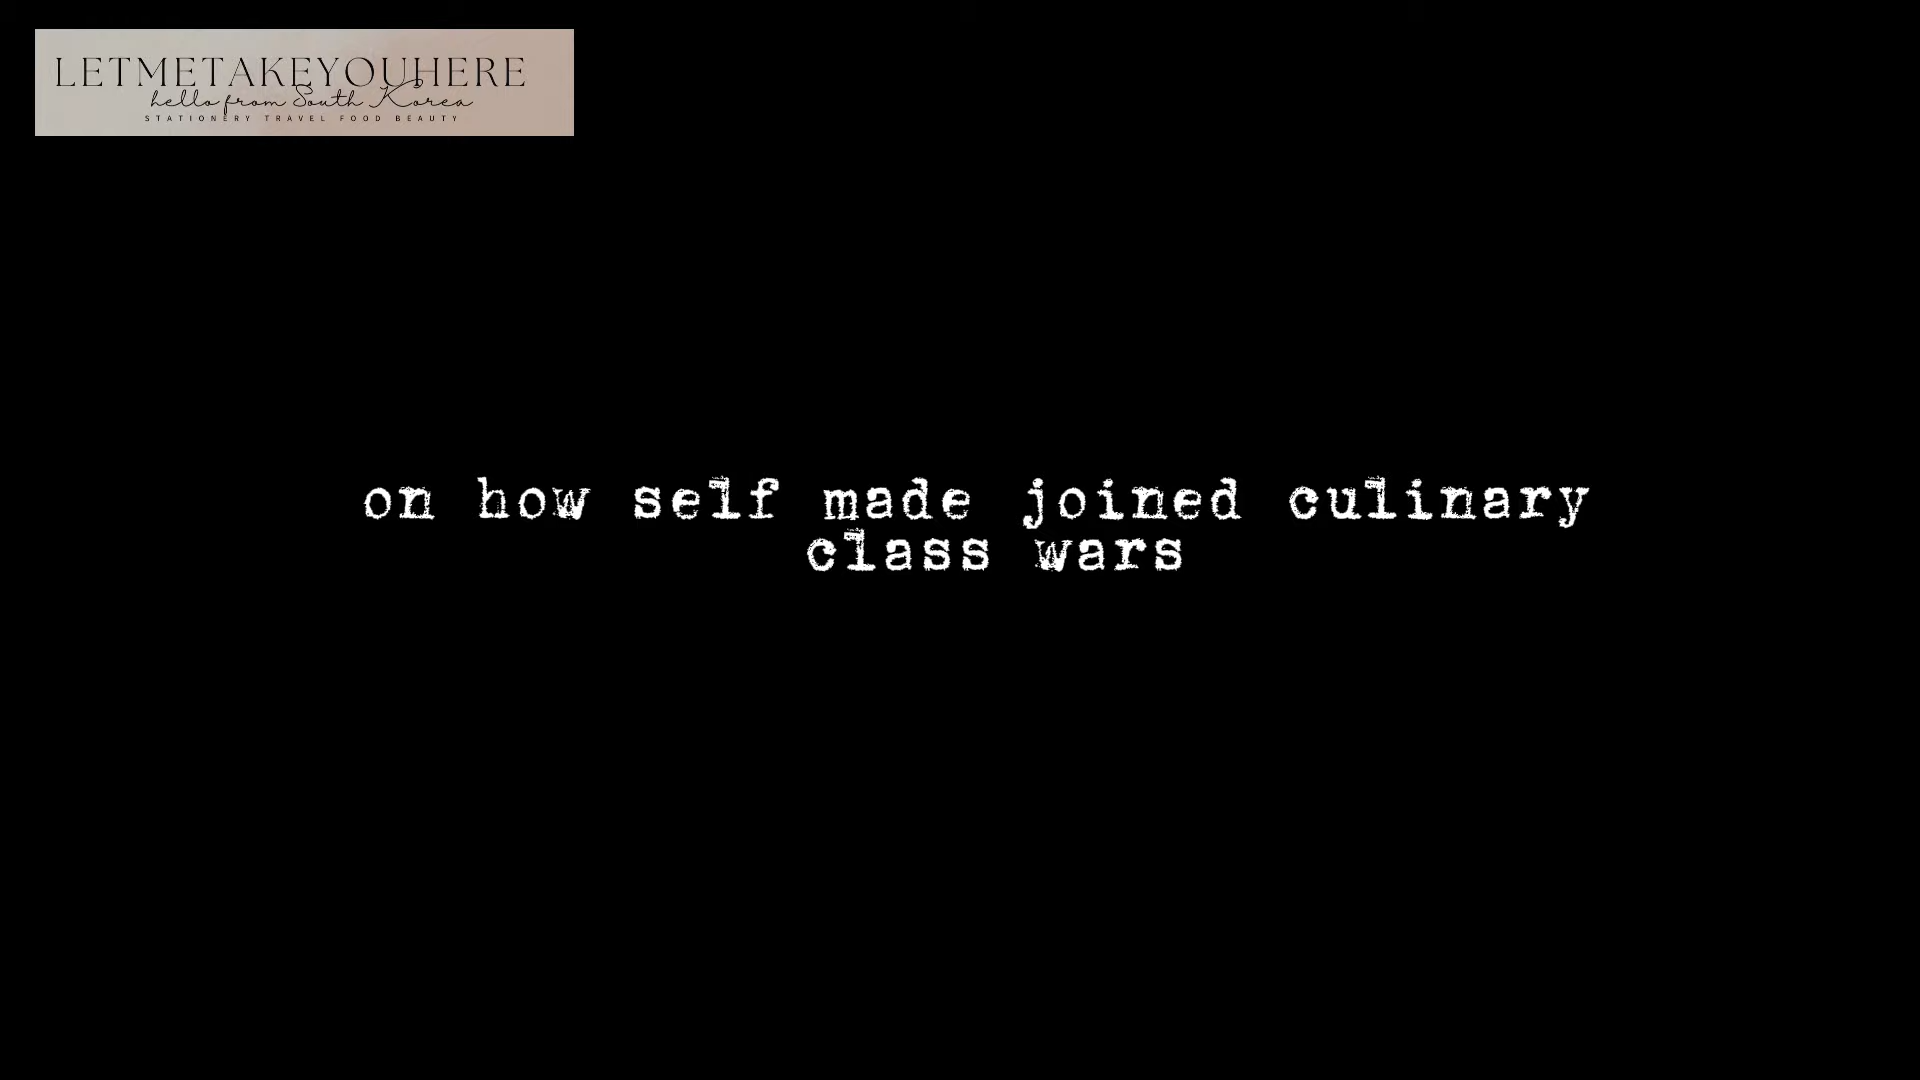 LETMETAKEYOUHERE
hello from South Korea
STATIONERY TRAVEL FOOD BEAUTY
on how self made joined culinary
class wars